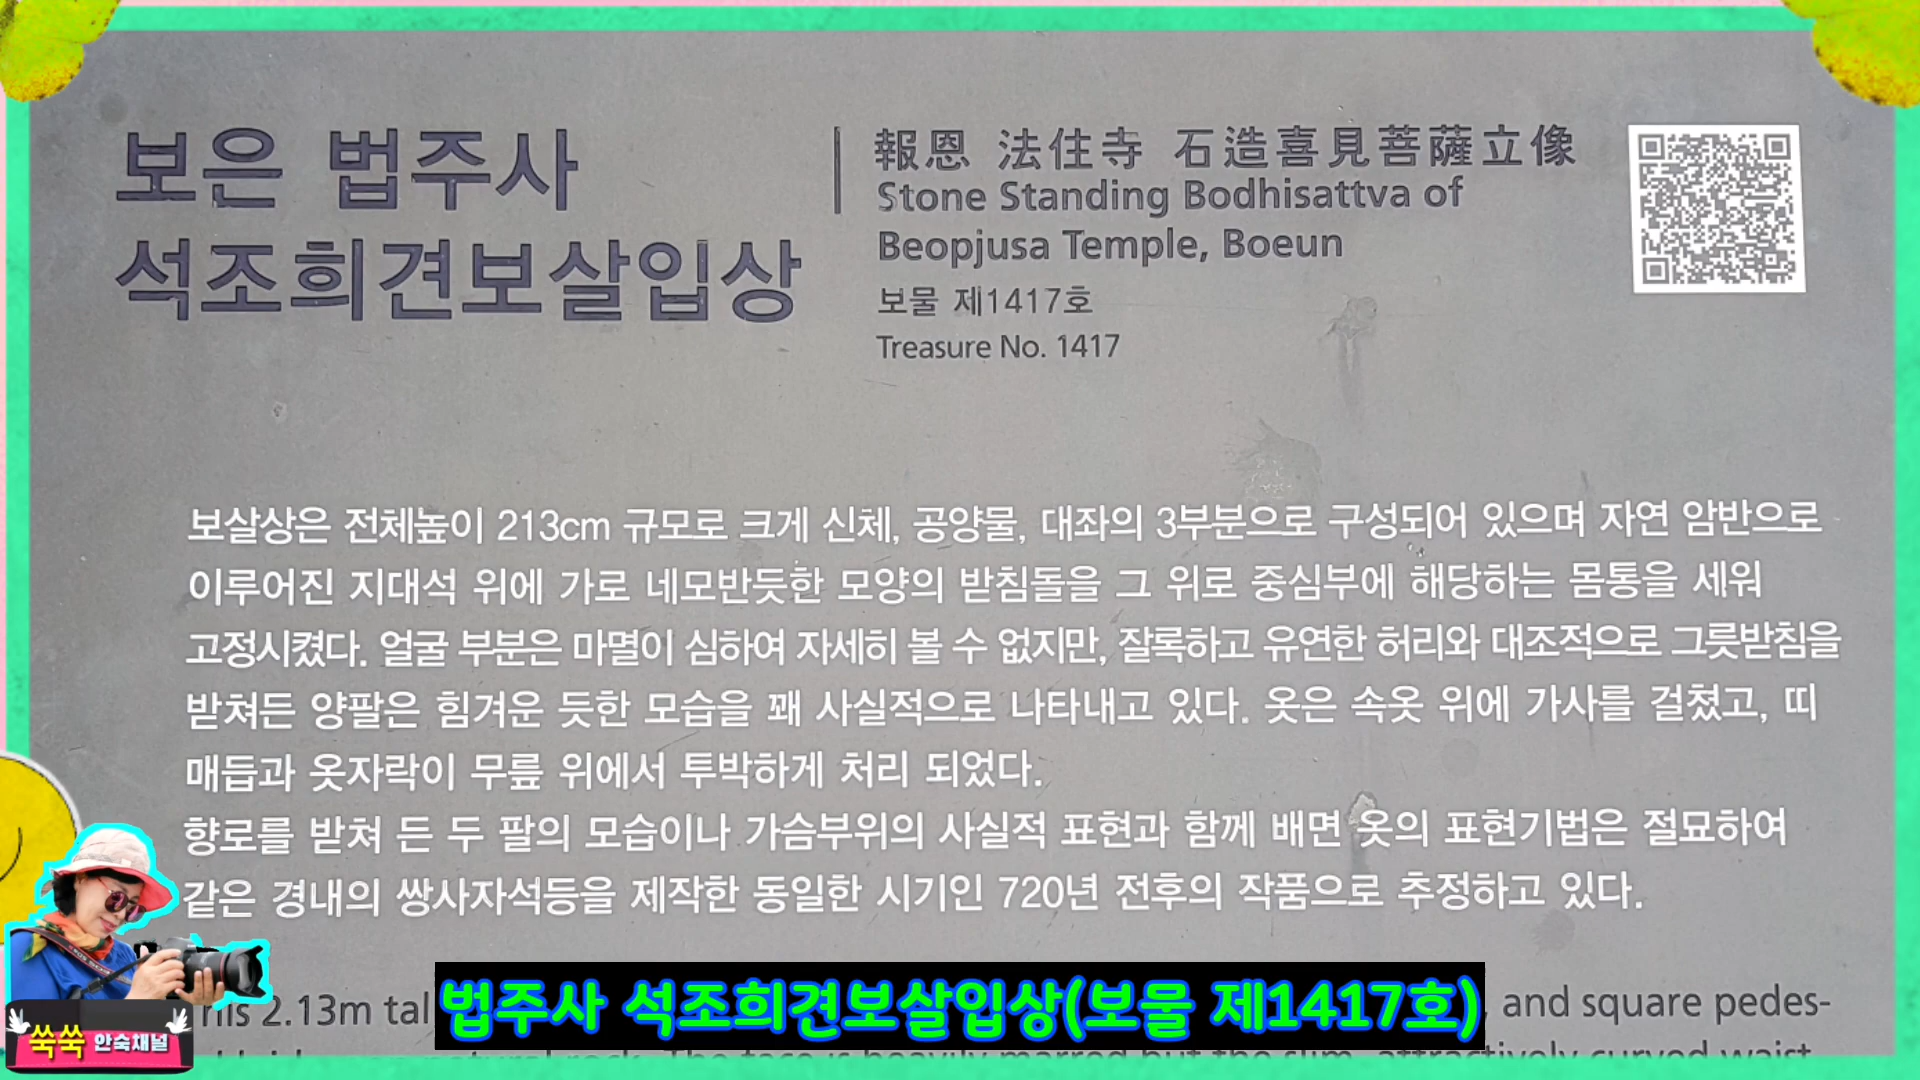 보은 법주사
석조희견보살입상
報恩 法住寺 石造喜見菩薩立像
Stone Standing Bodhisattva of
Beopjusa Temple, Boeun
보물 제1417호
Treasure No. 1417
보살상은 전체높이 213cm 규모로 크게 신체, 공양물, 대좌의 3부분으로 구성되어 있으며 자연 암반으로
이루어진 지대석 위에 가로 네모반듯한 모양의 받침돌을 그 위로 중심부에 해당하는 몸통을 세워
고정시켰다. 얼굴 부분은 마멸이 심하여 자세히 볼 수 없지만, 잘록하고 유연한 허리와 대조적으로 그릇받침을
받쳐든 양팔은 힘겨운 듯한 모습을 꽤 사실적으로 나타내고 있다. 옷은 속옷 위에 가사를 걸쳤고, 띠
매듭과 옷자락이 무릎 위에서 투박하게 처리 되었다.
향로를 받쳐 든 두 팔의 모습이나 가슴부위의 사실적 표현과 함께 배면 옷의 표현기법은 절묘하여
같은 경내의 쌍사자석등을 제작한 동일한 시기인 720년 전후의 작품으로 추정하고 있다.
2.13m tal
, and square pedes-
natural rock. The face is heavily marred but the slim, attractively curved waist
법주사 석조희견보살입상(보물 제1417호)
쑥쑥 안숙채널